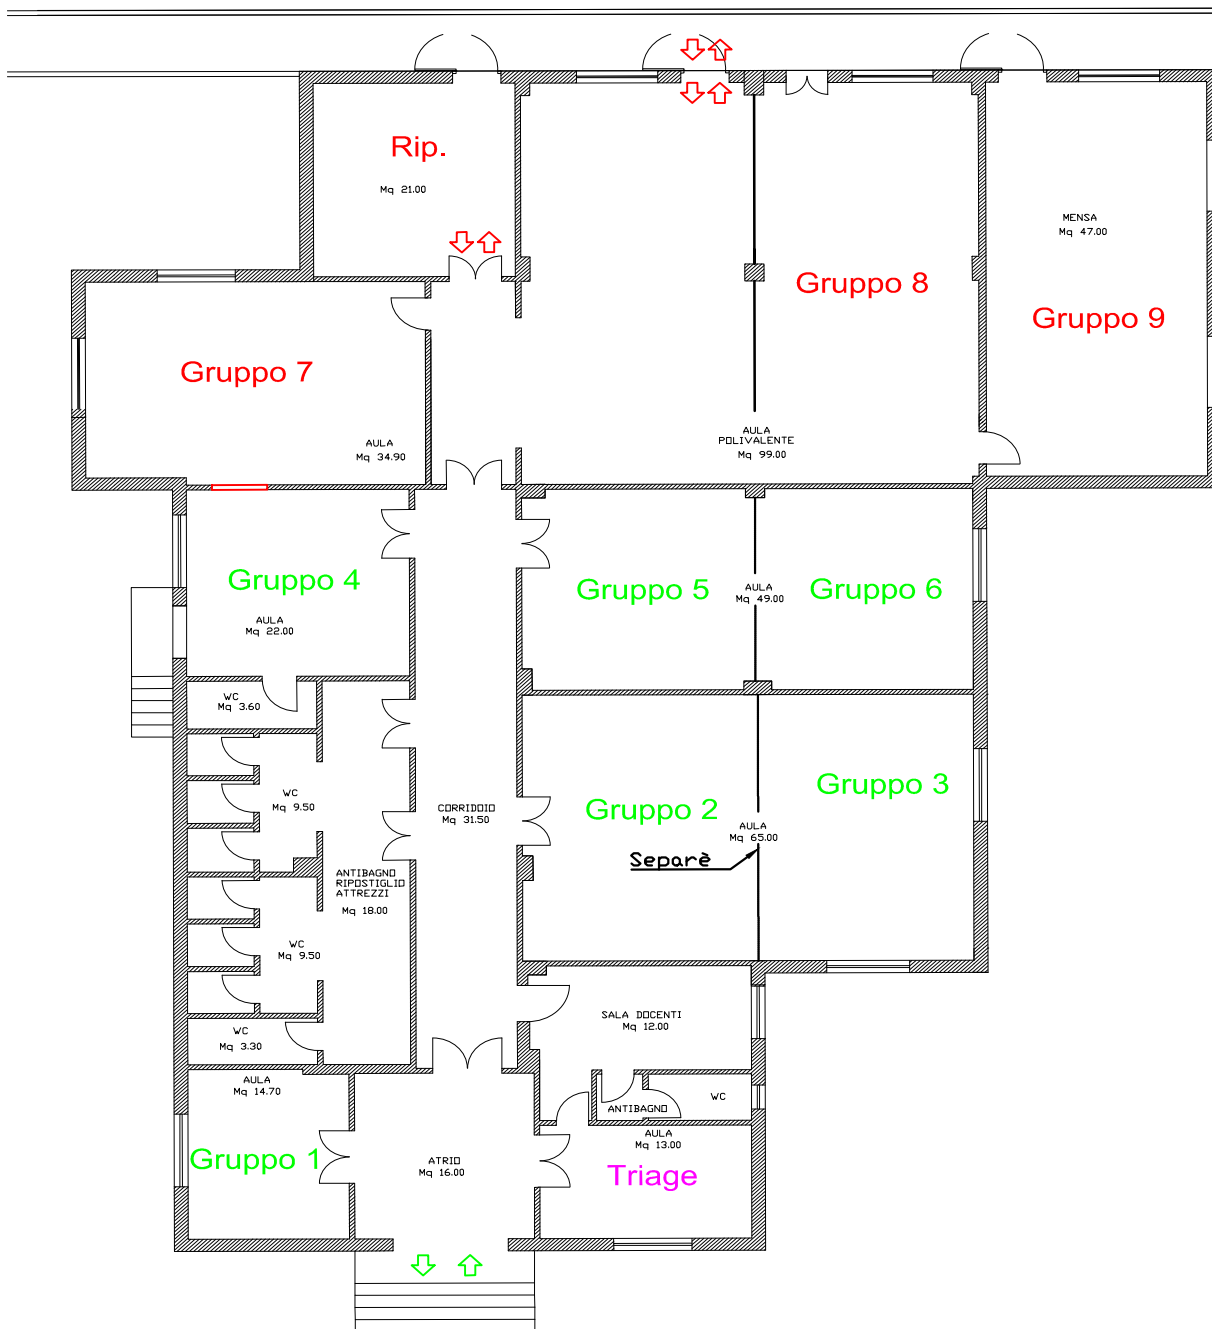 Rip.
Mq 21.00
MENSA
Mq 47.00
Gruppo 8
Gruppo 9
Gruppo 7
AULA
Mq 34.90
AULA
POLIVALENTE
Mq 99.00
Gruppo 4
AULA
Mq 22.00
Gruppo 5
AULA
Mq 49.00
Gruppo 6
WC
Mq 3.60
WC
Mq 9.50
CORRIDOIO
Mq 31.50
Gruppo 2
Gruppo 3
AULA
Mq 65.00
Separè
ANTIBAGNO
RIPOSTIGLIO
ATTREZZI
Mq 18.00
WC
Mq 9.50
SALA DOCENTI
Mq 12.00
WC
Mq 3.30
AULA
Mq 14.70
Gruppo 1
ANTIBAGNO
WC
ATRIO
Mq 16.00
AULA
Mq 13.00
Triage